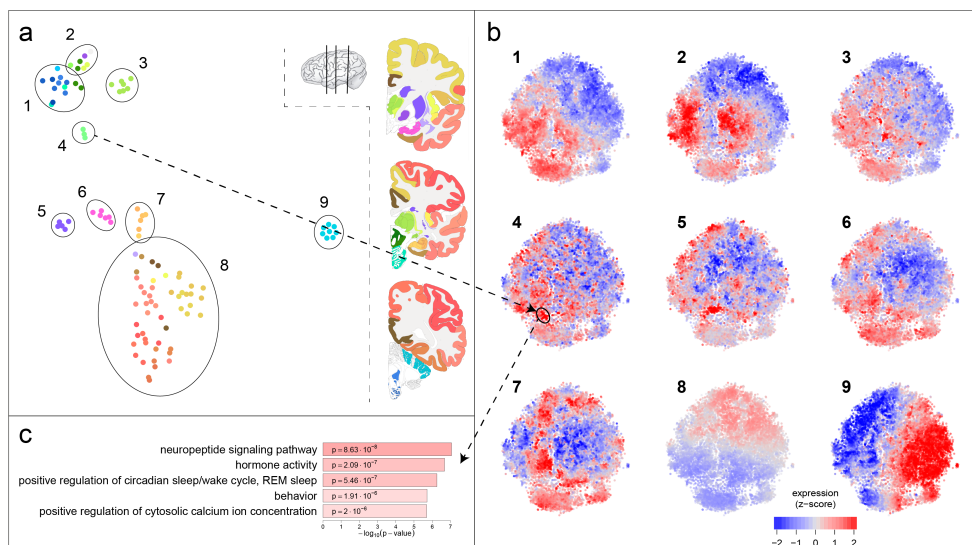 a
2
3
1
4
9
6
7
5
8
b
1
2
3
4
5
6
7
8
9
expression
(z−score)
−2 −1 0 1 2
c
neuropeptide signaling pathway p = 8.63 · 10⁻⁸
hormone activity p = 2.09 · 10⁻⁷
positive regulation of circadian sleep/wake cycle, REM sleep p = 5.46 · 10⁻⁷
behavior p = 1.91 · 10⁻⁶
positive regulation of cytosolic calcium ion concentration p = 2 · 10⁻⁶
0 1 2 3 4 5 6 7
−log₁₀(p − value)